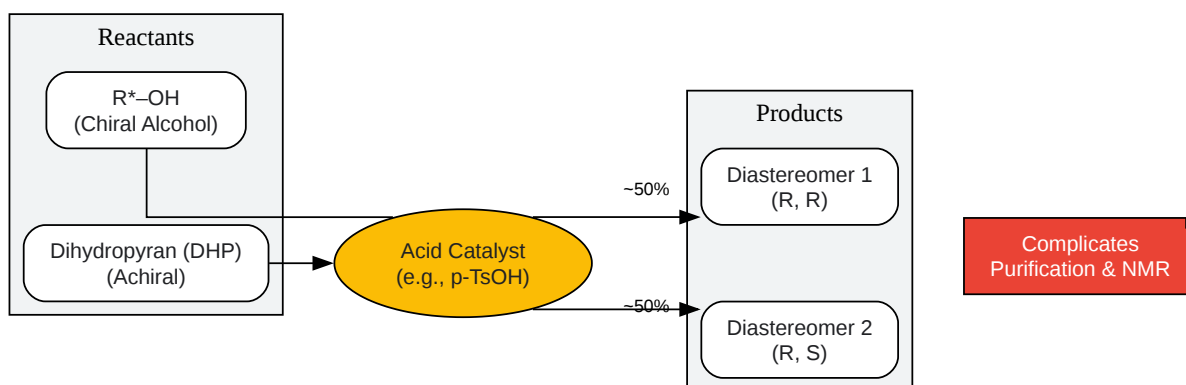 Reactants
R*–OH
(Chiral Alcohol)
Dihydropyran (DHP)
(Achiral)
Acid Catalyst
(e.g., p-TsOH)
~50%
~50%
Products
Diastereomer 1
(R, R)
Diastereomer 2
(R, S)
Complicates
Purification & NMR